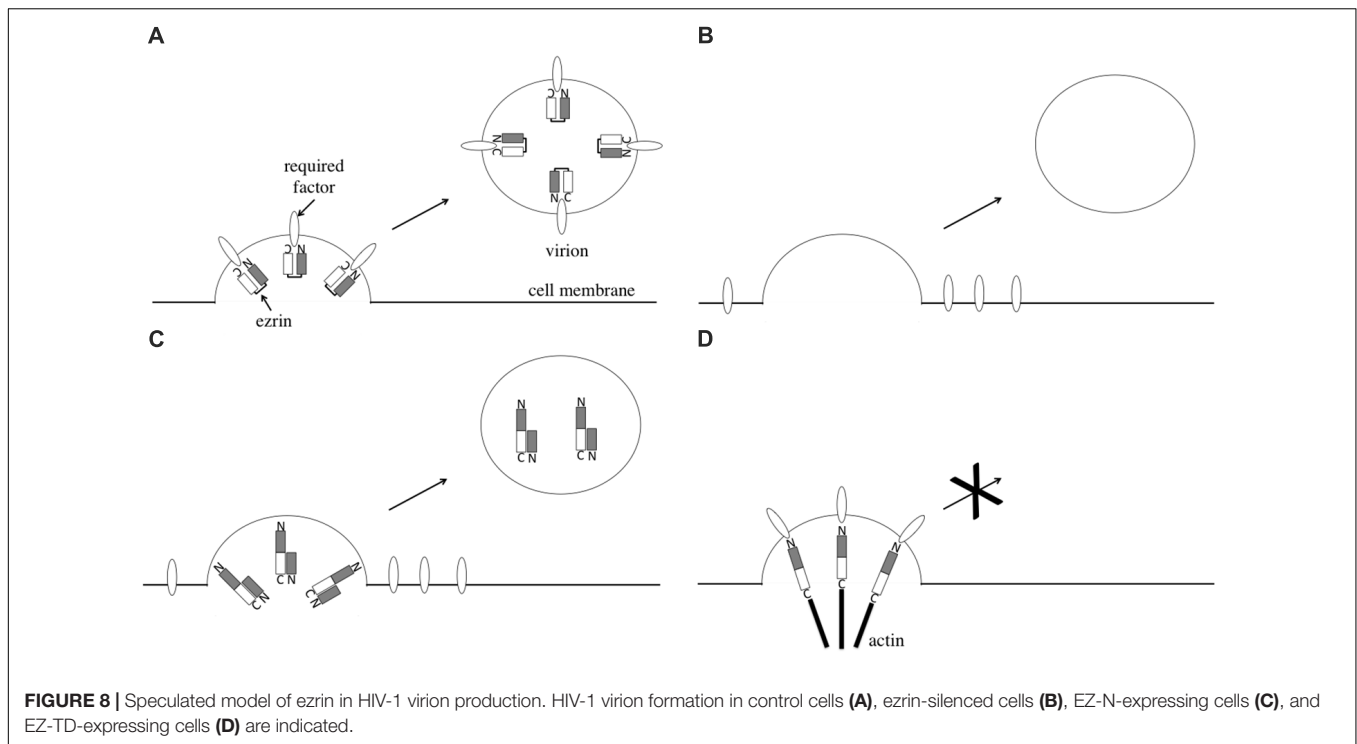 A
B
C
N
C
N
C
N
C
N
virion
required
factor
C
N
C
N
C
N
ezrin
cell membrane
C
D
N
N
C N
C N
N
N
N
C N
C
N
C
N
N
N
N
C
C
C
actin
FIGURE 8 | Speculated model of ezrin in HIV-1 virion production. HIV-1 virion formation in control cells (A), ezrin-silenced cells (B), EZ-N-expressing cells (C), and
EZ-TD-expressing cells (D) are indicated.